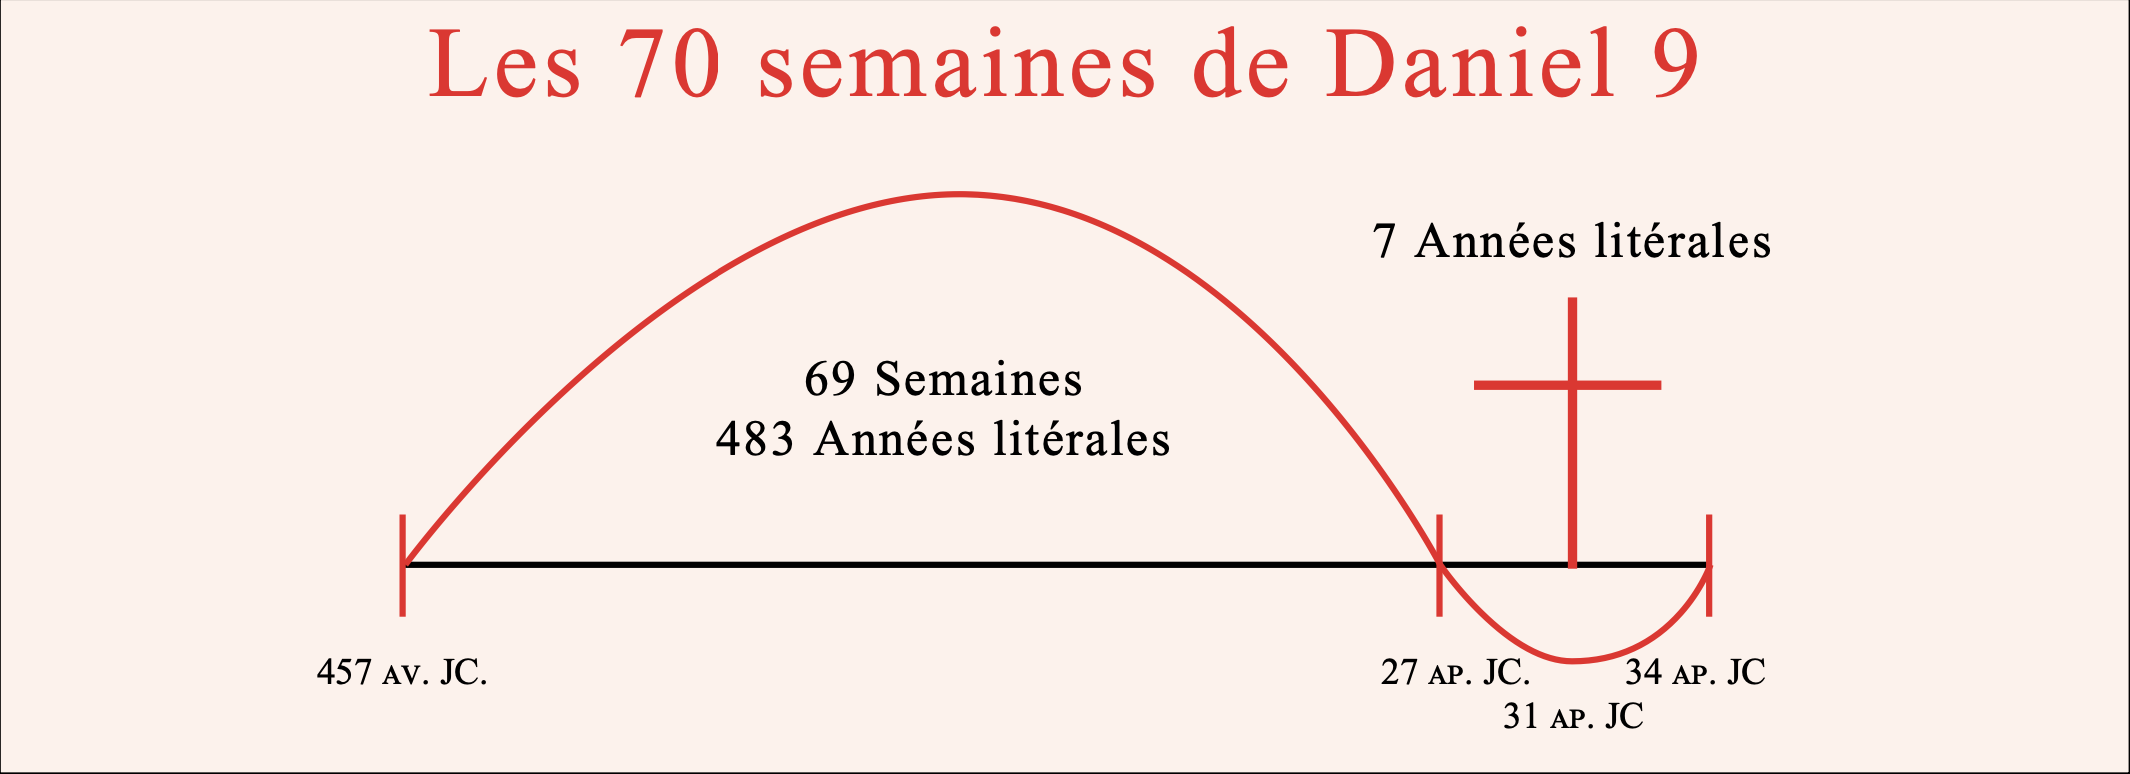 Les 70 semaines de Daniel 9
7 Années litérales
69 Semaines
483 Années litérales
457 AV. JC.
27 AP. JC.
34 AP. JC
31 AP. JC